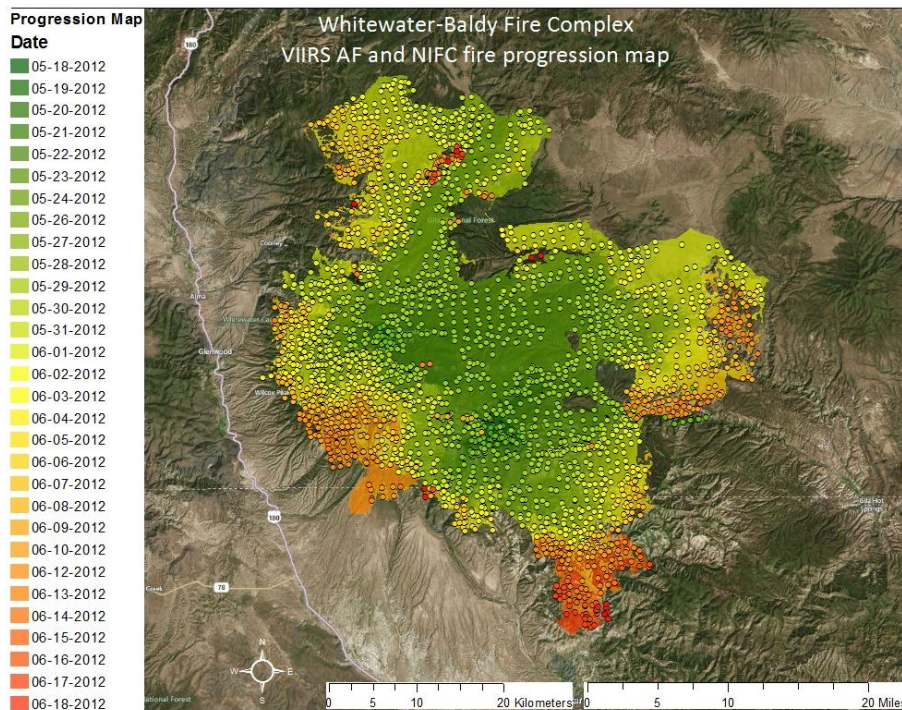 Progression Map
Date
05-18-2012
05-19-2012
05-20-2012
05-21-2012
05-22-2012
05-23-2012
05-24-2012
05-26-2012
05-27-2012
05-28-2012
05-29-2012
05-30-2012
05-31-2012
06-01-2012
06-02-2012
06-03-2012
06-04-2012
06-05-2012
06-06-2012
06-07-2012
06-08-2012
06-09-2012
06-10-2012
06-12-2012
06-13-2012
06-14-2012
06-15-2012
06-16-2012
06-17-2012
06-18-2012
Whitewater-Baldy Fire Complex
VIIRS AF and NIFC fire progression map
180
National Forest
Cooney
Alma
Whitewater
Glenwood
Wilcox
Gila Hot
Springs
180
78
Creek
N
W
E
S
National Forest
0 5 10 20 Kilometers
0 5 10 20 Miles